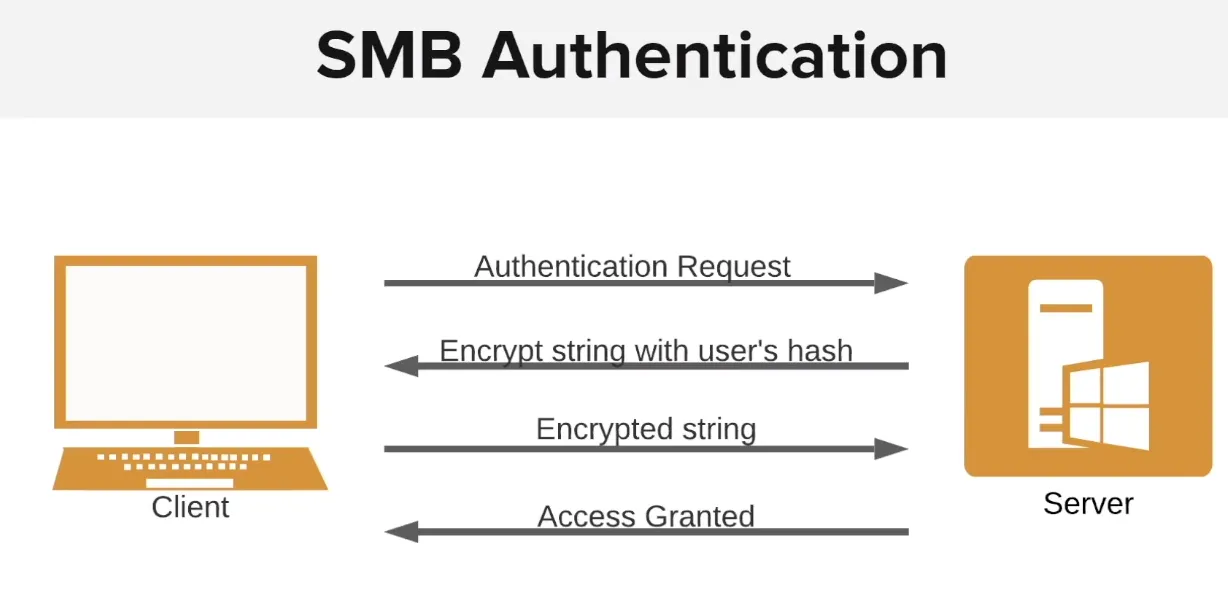 SMB Authentication
Authentication Request
Encrypt string with user's hash
Encrypted string
Access Granted
Client
Server